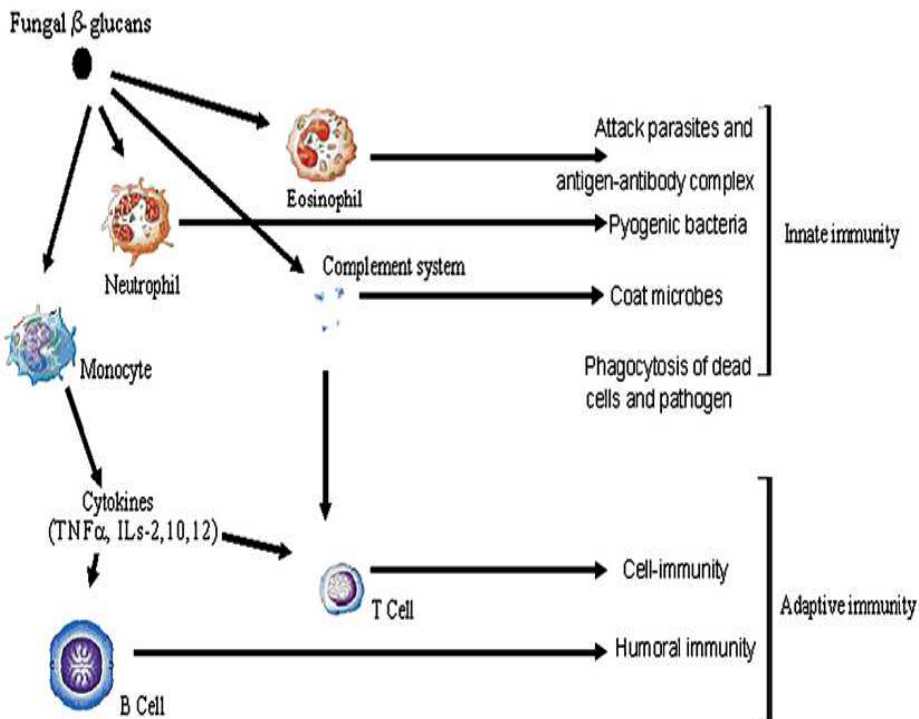 Fungal β-glucans
Attack parasites and
antigen-antibody complex
Eosinophil
Pyogenic bacteria
Innate immunity
Neutrophil
Complement system
Coat microbes
Monocyte
Phagocytosis of dead
cells and pathogen
Cytokines
(TNFα, ILs-2,10,12)
Cell-immunity
T Cell
Adaptive immunity
Humoral immunity
B Cell